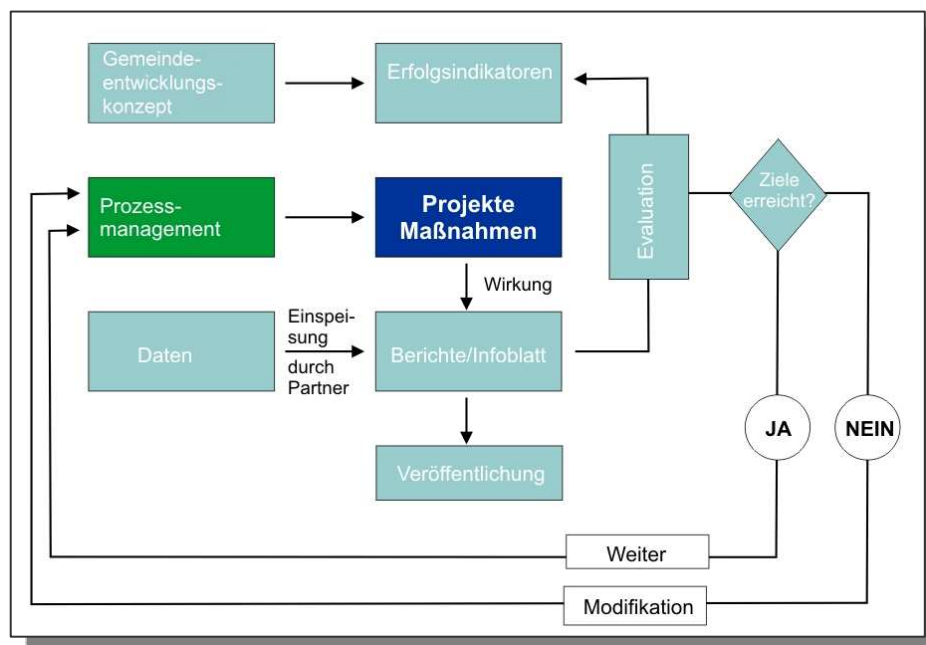 Gemeinde-
entwicklungs-
konzept
Erfolgsindikatoren
Evaluation
Ziele
erreicht?
Prozess-
management
Projekte
Maßnahmen
Wirkung
Daten
Einspei-
sung
durch
Partner
Berichte/Infoblatt
JA
NEIN
Veröffentlichung
Weiter
Modifikation